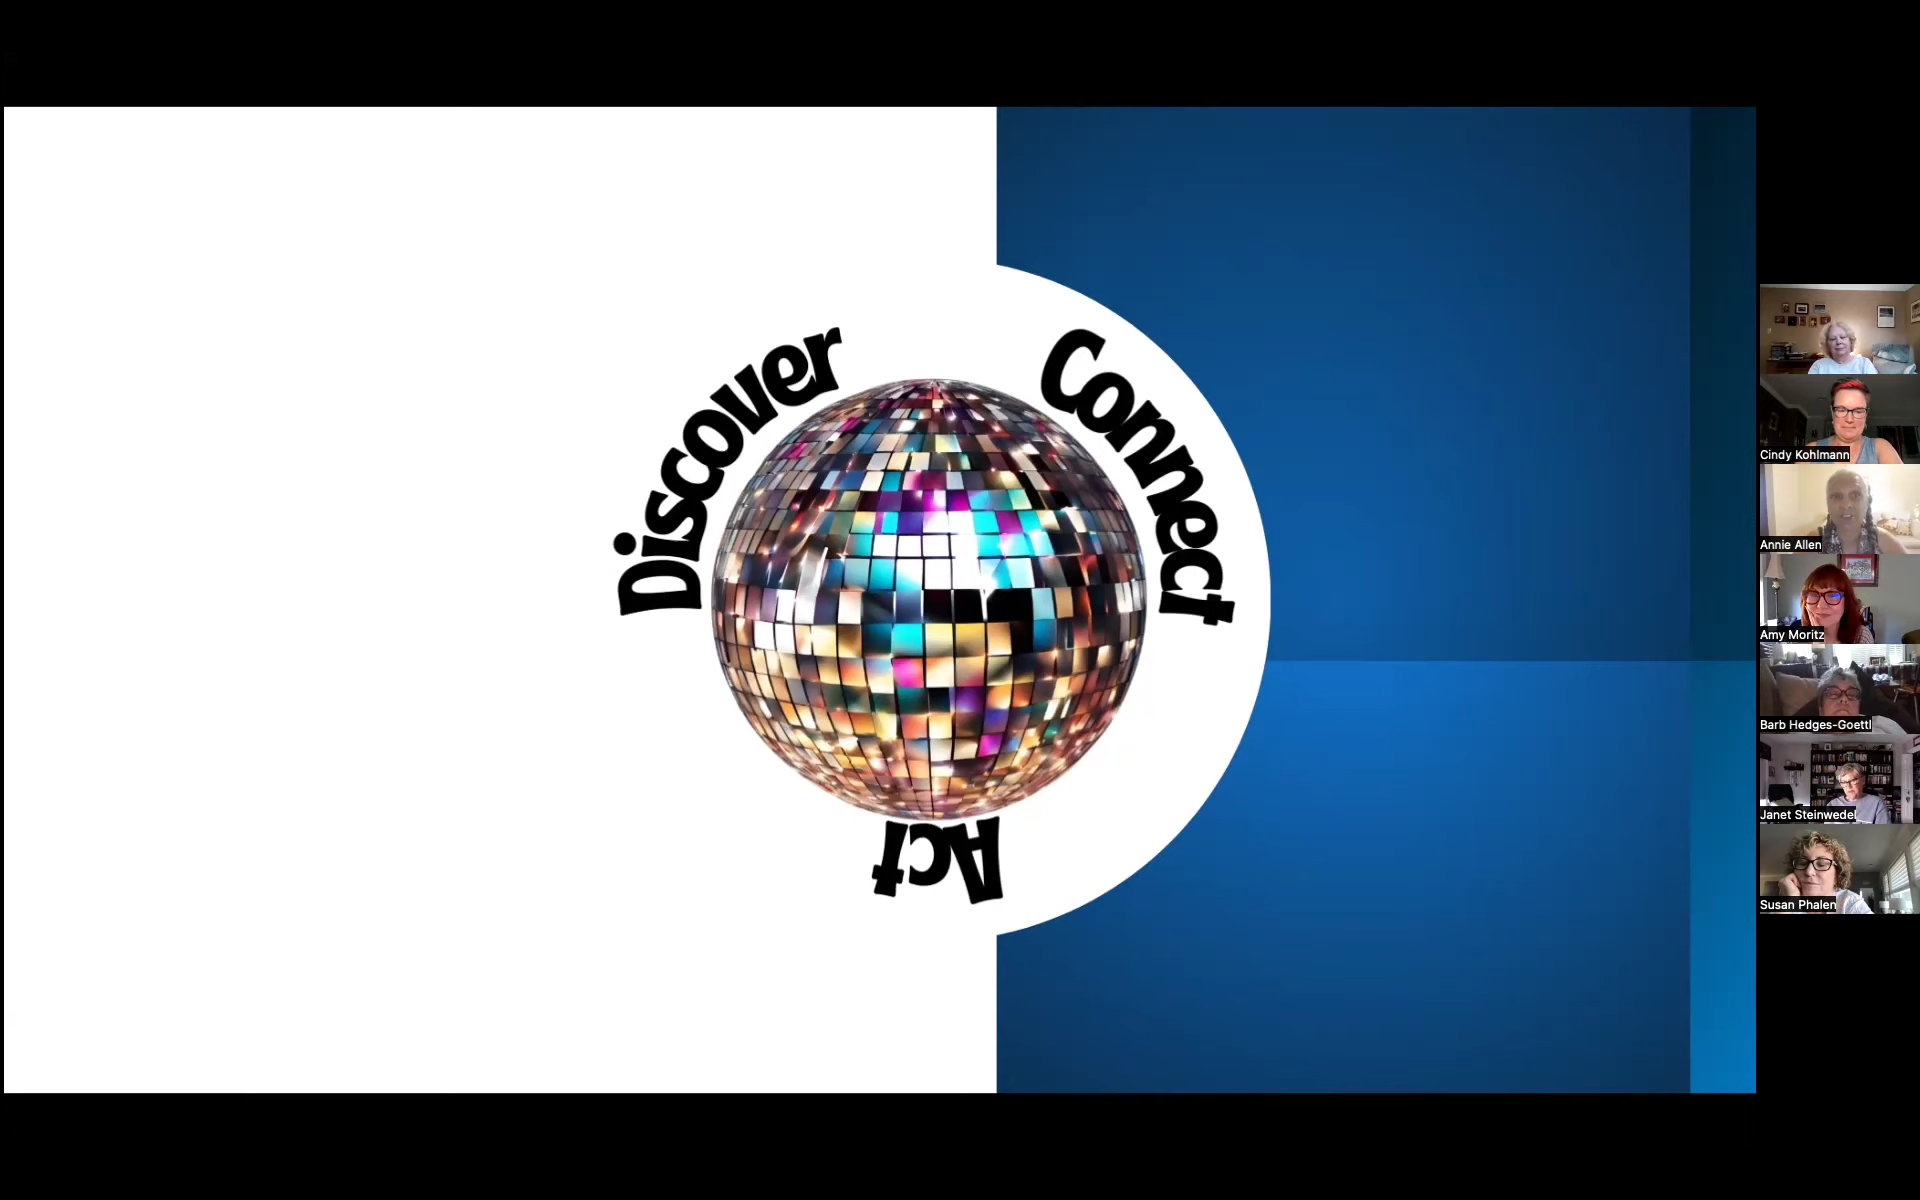 Discover
Connect
Act
Cindy Kohlmann
Annie Allen
Amy Moritz
Barb Hedges-Goettl
Janet Steinwedel
Susan Phalen